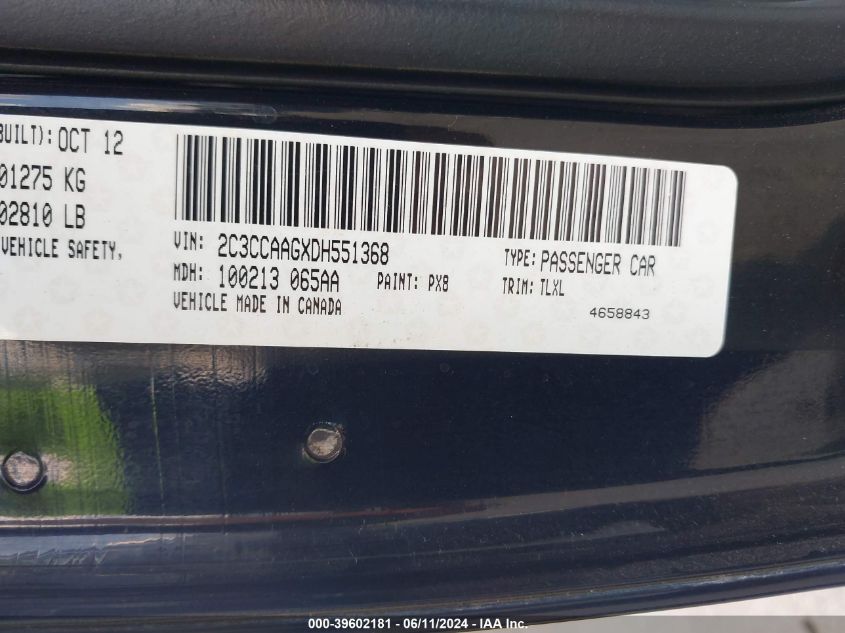 BUILT): OCT 12
01275 KG
02810 LB
VEHICLE SAFETY,
VIN: 2C3CCAAGXDH551368
TYPE: PASSENGER CAR
MDH: 100213 065AA PAINT: PX8 TRIM: TLXL
VEHICLE MADE IN CANADA
4658843
000-39602181 - 06/11/2024 - IAA Inc.